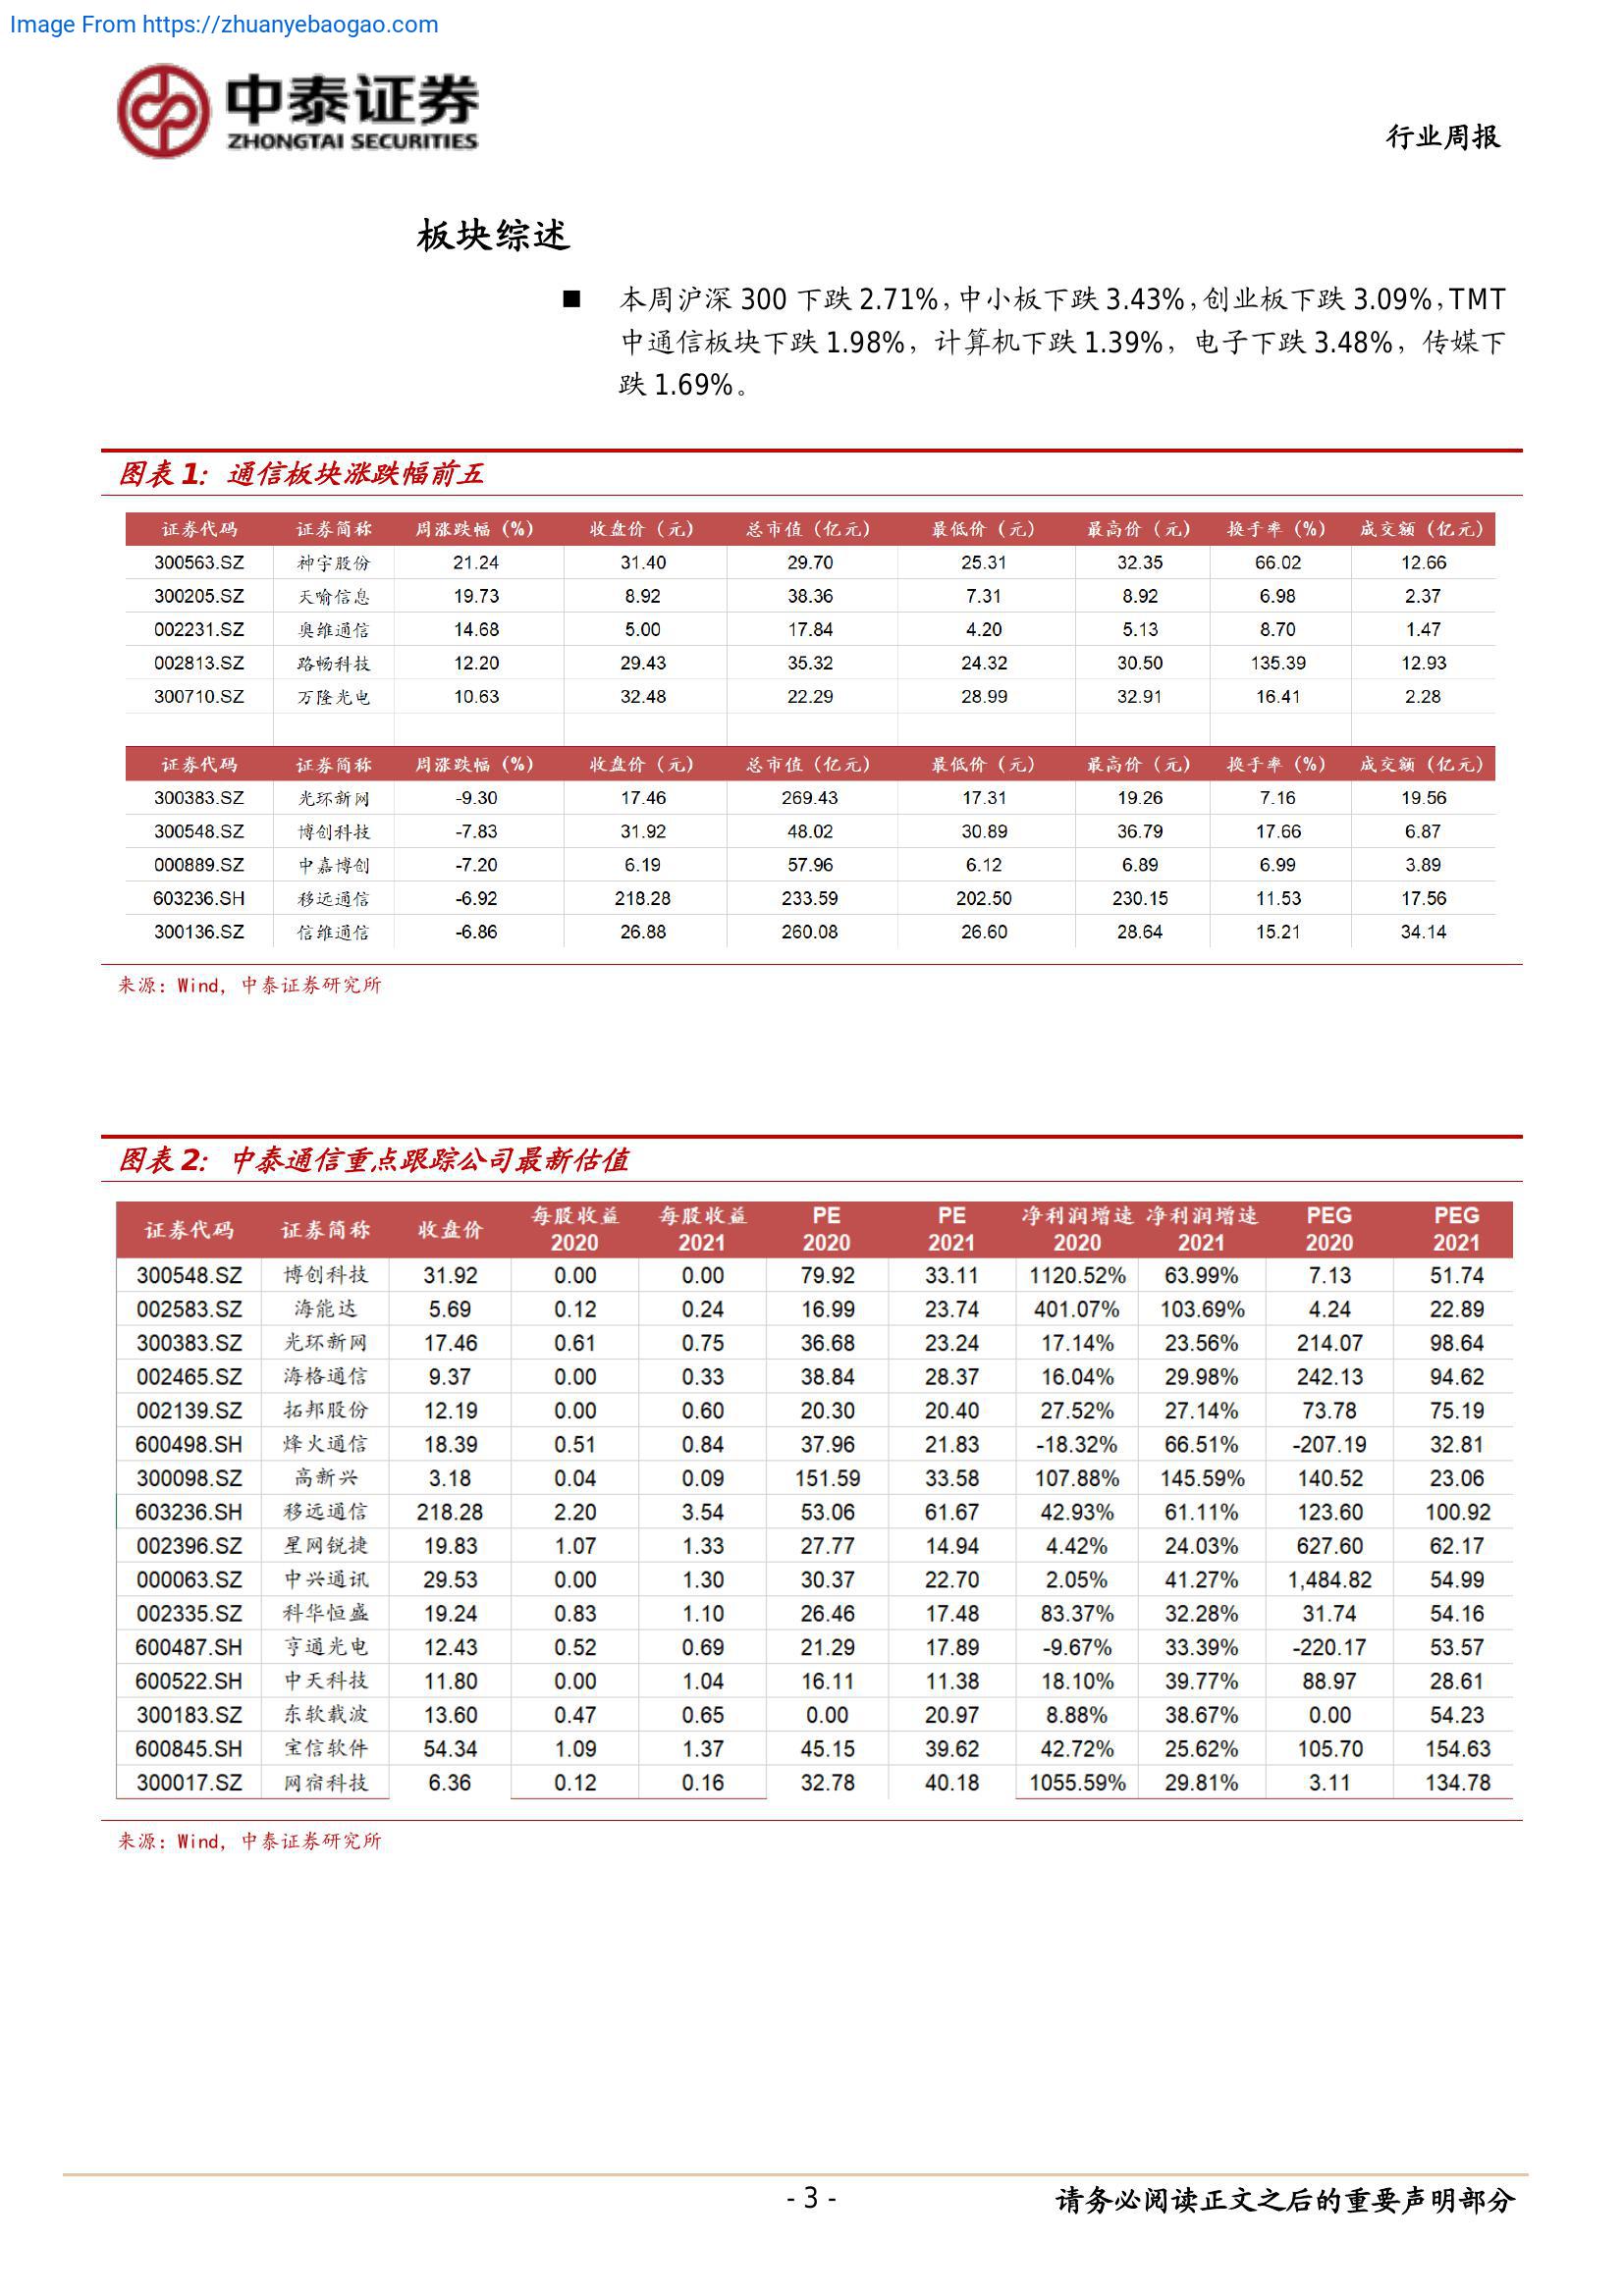 Image From https://zhuanyebaogao.com
中泰证券
ZHONGTAI SECURITIES
行业周报
板块综述
■ 本周沪深 300 下跌 2.71%，中小板下跌 3.43%，创业板下跌 3.09%，TMT
中通信板块下跌 1.98%，计算机下跌 1.39%，电子下跌 3.48%，传媒下
跌 1.69%。
图表 1：通信板块涨跌幅前五
证券代码 证券简称 周涨跌幅（%） 收盘价（元） 总市值（亿元） 最低价（元） 最高价（元） 换手率（%） 成交额（亿元）
300563.SZ 神宇股份 21.24 31.40 29.70 25.31 32.35 66.02 12.66
300205.SZ 天喻信息 19.73 8.92 38.36 7.31 8.92 6.98 2.37
002231.SZ 奥维通信 14.68 5.00 17.84 4.20 5.13 8.70 1.47
002813.SZ 路畅科技 12.20 29.43 35.32 24.32 30.50 135.39 12.93
300710.SZ 万隆光电 10.63 32.48 22.29 28.99 32.91 16.41 2.28
证券代码 证券简称 周涨跌幅（%） 收盘价（元） 总市值（亿元） 最低价（元） 最高价（元） 换手率（%） 成交额（亿元）
300383.SZ 光环新网 -9.30 17.46 269.43 17.31 19.26 7.16 19.56
300548.SZ 博创科技 -7.83 31.92 48.02 30.89 36.79 17.66 6.87
000889.SZ 中嘉博创 -7.20 6.19 57.96 6.12 6.89 6.99 3.89
603236.SH 移远通信 -6.92 218.28 233.59 202.50 230.15 11.53 17.56
300136.SZ 信维通信 -6.86 26.88 260.08 26.60 28.64 15.21 34.14
来源：Wind，中泰证券研究所
图表 2：中泰通信重点跟踪公司最新估值
证券代码 证券简称 收盘价 每股收益 2020 每股收益 2021 PE 2020 PE 2021 净利润增速 2020 净利润增速 2021 PEG 2020 PEG 2021
300548.SZ 博创科技 31.92 0.00 0.00 79.92 33.11 1120.52% 63.99% 7.13 51.74
002583.SZ 海能达 5.69 0.12 0.24 16.99 23.74 401.07% 103.69% 4.24 22.89
300383.SZ 光环新网 17.46 0.61 0.75 36.68 23.24 17.14% 23.56% 214.07 98.64
002465.SZ 海格通信 9.37 0.00 0.33 38.84 28.37 16.04% 29.98% 242.13 94.62
002139.SZ 拓邦股份 12.19 0.00 0.60 20.30 20.40 27.52% 27.14% 73.78 75.19
600498.SH 烽火通信 18.39 0.51 0.84 37.96 21.83 -18.32% 66.51% -207.19 32.81
300098.SZ 高新兴 3.18 0.04 0.09 151.59 33.58 107.88% 145.59% 140.52 23.06
603236.SH 移远通信 218.28 2.20 3.54 53.06 61.67 42.93% 61.11% 123.60 100.92
002396.SZ 星网锐捷 19.83 1.07 1.33 27.77 14.94 4.42% 24.03% 627.60 62.17
000063.SZ 中兴通讯 29.53 0.00 1.30 30.37 22.70 2.05% 41.27% 1,484.82 54.99
002335.SZ 科华恒盛 19.24 0.83 1.10 26.46 17.48 83.37% 32.28% 31.74 54.16
600487.SH 亨通光电 12.43 0.52 0.69 21.29 17.89 -9.67% 33.39% -220.17 53.57
600522.SH 中天科技 11.80 0.00 1.04 16.11 11.38 18.10% 39.77% 88.97 28.61
300183.SZ 东软载波 13.60 0.47 0.65 0.00 20.97 8.88% 38.67% 0.00 54.23
600845.SH 宝信软件 54.34 1.09 1.37 45.15 39.62 42.72% 25.62% 105.70 154.63
300017.SZ 网宿科技 6.36 0.12 0.16 32.78 40.18 1055.59% 29.81% 3.11 134.78
来源：Wind，中泰证券研究所
- 3 -
请务必阅读正文之后的重要声明部分